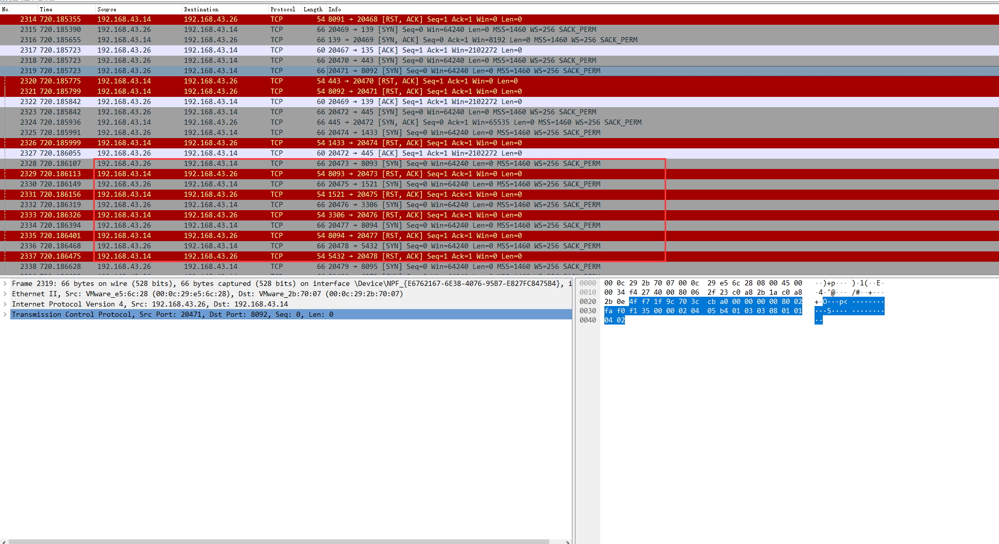 No. Time Source Destination Protocol Length Info
2314 720.185355 192.168.43.14 192.168.43.26 TCP 54 8091 → 20468 [RST, ACK] Seq=1 Ack=1 Win=0 Len=0
2315 720.185390 192.168.43.26 192.168.43.14 TCP 66 20469 → 139 [SYN] Seq=0 Win=64240 Len=0 MSS=1460 WS=256 SACK_PERM
2316 720.185655 192.168.43.14 192.168.43.26 TCP 66 139 → 20469 [SYN, ACK] Seq=0 Ack=1 Win=8192 Len=0 MSS=1460 WS=256 SACK_PERM
2317 720.185723 192.168.43.26 192.168.43.14 TCP 60 20467 → 135 [ACK] Seq=1 Ack=1 Win=2102272 Len=0
2318 720.185723 192.168.43.26 192.168.43.14 TCP 66 20470 → 443 [SYN] Seq=0 Win=64240 Len=0 MSS=1460 WS=256 SACK_PERM
2319 720.185723 192.168.43.26 192.168.43.14 TCP 66 20471 → 8092 [SYN] Seq=0 Win=64240 Len=0 MSS=1460 WS=256 SACK_PERM
2320 720.185775 192.168.43.14 192.168.43.26 TCP 54 443 → 20470 [RST, ACK] Seq=1 Ack=1 Win=0 Len=0
2321 720.185799 192.168.43.14 192.168.43.26 TCP 54 8092 → 20471 [RST, ACK] Seq=1 Ack=1 Win=0 Len=0
2322 720.185842 192.168.43.26 192.168.43.14 TCP 60 20469 → 139 [ACK] Seq=1 Ack=1 Win=2102272 Len=0
2323 720.185842 192.168.43.26 192.168.43.14 TCP 66 20472 → 445 [SYN] Seq=0 Win=64240 Len=0 MSS=1460 WS=256 SACK_PERM
2324 720.185936 192.168.43.14 192.168.43.26 TCP 66 445 → 20472 [SYN, ACK] Seq=0 Ack=1 Win=65535 Len=0 MSS=1460 WS=256 SACK_PERM
2325 720.185991 192.168.43.26 192.168.43.14 TCP 66 20474 → 1433 [SYN] Seq=0 Win=64240 Len=0 MSS=1460 WS=256 SACK_PERM
2326 720.185999 192.168.43.14 192.168.43.26 TCP 54 1433 → 20474 [RST, ACK] Seq=1 Ack=1 Win=0 Len=0
2327 720.186055 192.168.43.26 192.168.43.14 TCP 60 20472 → 445 [ACK] Seq=1 Ack=1 Win=2102272 Len=0
2328 720.186107 192.168.43.26 192.168.43.14 TCP 66 20473 → 8093 [SYN] Seq=0 Win=64240 Len=0 MSS=1460 WS=256 SACK_PERM
2329 720.186113 192.168.43.14 192.168.43.26 TCP 54 8093 → 20473 [RST, ACK] Seq=1 Ack=1 Win=0 Len=0
2330 720.186149 192.168.43.26 192.168.43.14 TCP 66 20475 → 1521 [SYN] Seq=0 Win=64240 Len=0 MSS=1460 WS=256 SACK_PERM
2331 720.186156 192.168.43.14 192.168.43.26 TCP 54 1521 → 20475 [RST, ACK] Seq=1 Ack=1 Win=0 Len=0
2332 720.186319 192.168.43.26 192.168.43.14 TCP 66 20476 → 3306 [SYN] Seq=0 Win=64240 Len=0 MSS=1460 WS=256 SACK_PERM
2333 720.186326 192.168.43.14 192.168.43.26 TCP 54 3306 → 20476 [RST, ACK] Seq=1 Ack=1 Win=0 Len=0
2334 720.186394 192.168.43.26 192.168.43.14 TCP 66 20477 → 8094 [SYN] Seq=0 Win=64240 Len=0 MSS=1460 WS=256 SACK_PERM
2335 720.186401 192.168.43.14 192.168.43.26 TCP 54 8094 → 20477 [RST, ACK] Seq=1 Ack=1 Win=0 Len=0
2336 720.186468 192.168.43.26 192.168.43.14 TCP 66 20478 → 5432 [SYN] Seq=0 Win=64240 Len=0 MSS=1460 WS=256 SACK_PERM
2337 720.186475 192.168.43.14 192.168.43.26 TCP 54 5432 → 20478 [RST, ACK] Seq=1 Ack=1 Win=0 Len=0
2338 720.186628 192.168.43.26 192.168.43.14 TCP 66 20479 → 8095 [SYN] Seq=0 Win=64240 Len=0 MSS=1460 WS=256 SACK_PERM
Frame 2319: 66 bytes on wire (528 bits), 66 bytes captured (528 bits) on interface \Device\NPF_{E6762167-6E38-4076-95B7-E827FC8475B4}, i
Ethernet II, Src: VMware_e5:6c:28 (00:0c:29:e5:6c:28), Dst: VMware_2b:70:07 (00:0c:29:2b:70:07)
Internet Protocol Version 4, Src: 192.168.43.26, Dst: 192.168.43.14
Transmission Control Protocol, Src Port: 20471, Dst Port: 8092, Seq: 0, Len: 0
0000 00 0c 29 2b 70 07 00 0c 29 e5 6c 28 08 00 45 00 ··)+p··· )·l(··E·
0010 00 34 f4 27 40 00 80 06 2f 23 c0 a8 2b 1a c0 a8 ·4·'@··· /#··+···
0020 2b 0e 4f f7 1f 9c 70 3c cb a0 00 00 00 00 80 02 +·O···p< ········
0030 fa f0 f1 35 00 00 02 04 05 b4 01 03 03 08 01 01 ···5···· ········
0040 04 02 ··